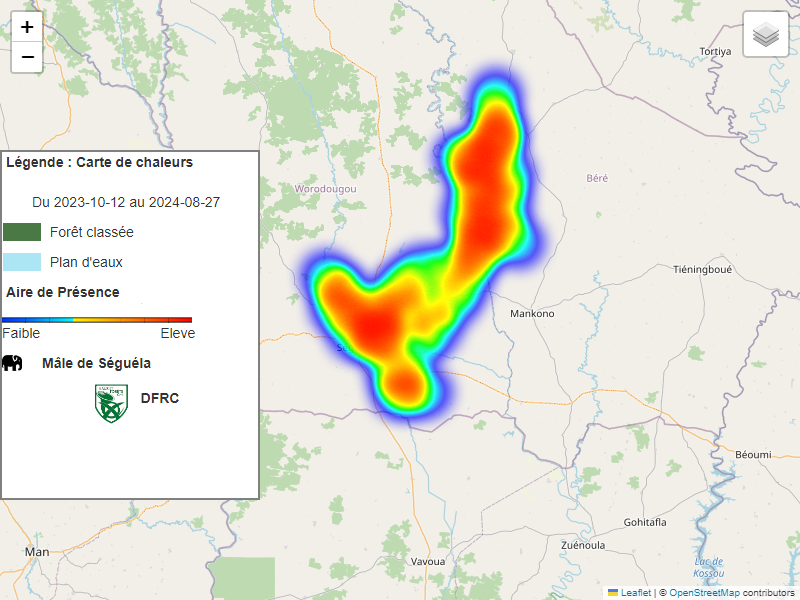 +
−
Tortiya
Légende : Carte de chaleurs
Du 2023-10-12 au 2024-08-27
Forêt classée
Plan d'eaux
Aire de Présence
Faible
Eleve
Mâle de Séguéla
DFRC
Worodougou
Béré
Tiéningboué
Mankono
Béoumi
Gohitafla
Zuénoula
Man
Vavoua
Lac de
Kossou
Leaflet | © OpenStreetMap contributors